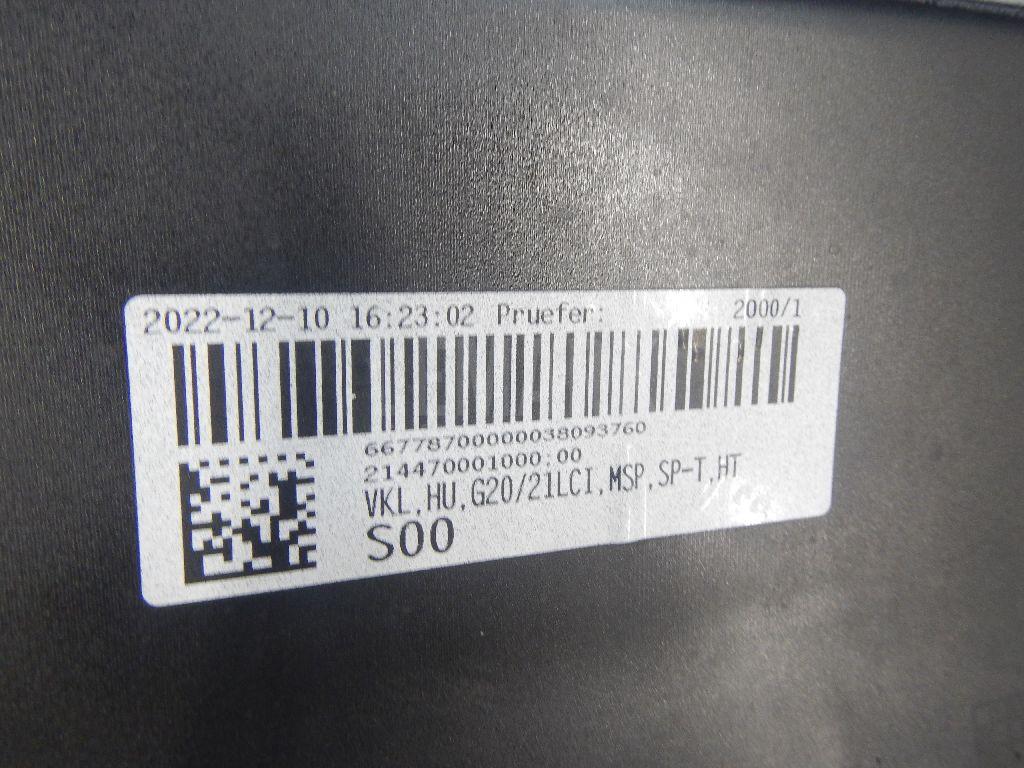 2022-12-10 16:23:02 Pruefer: 2000/1
66778700000038093760
214470001000:00
VKL,HU,G20/21LCI,MSP,SP-T,HT
S00